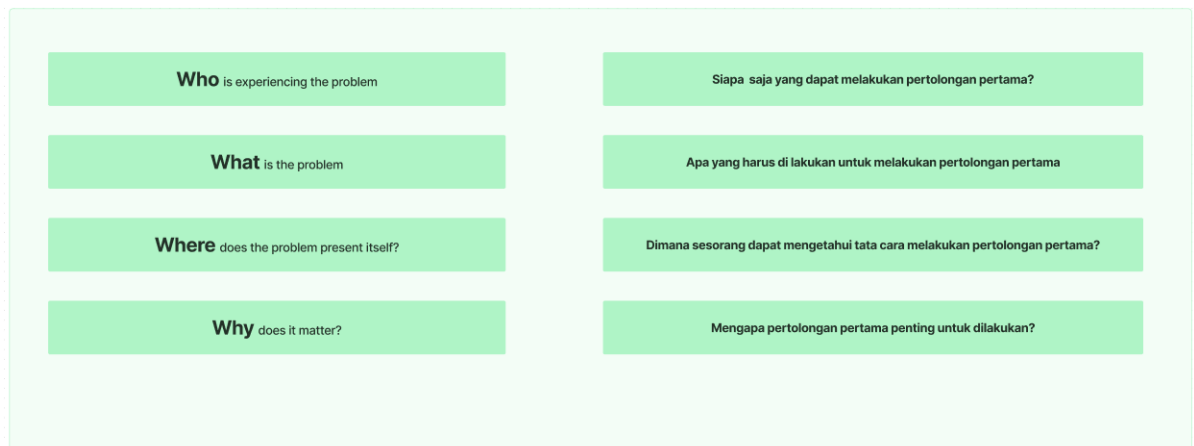 Who is experiencing the problem
Siapa saja yang dapat melakukan pertolongan pertama?
What is the problem
Apa yang harus di lakukan untuk melakukan pertolongan pertama
Where does the problem present itself?
Dimana sesorang dapat mengetahui tata cara melakukan pertolongan pertama?
Why does it matter?
Mengapa pertolongan pertama penting untuk dilakukan?